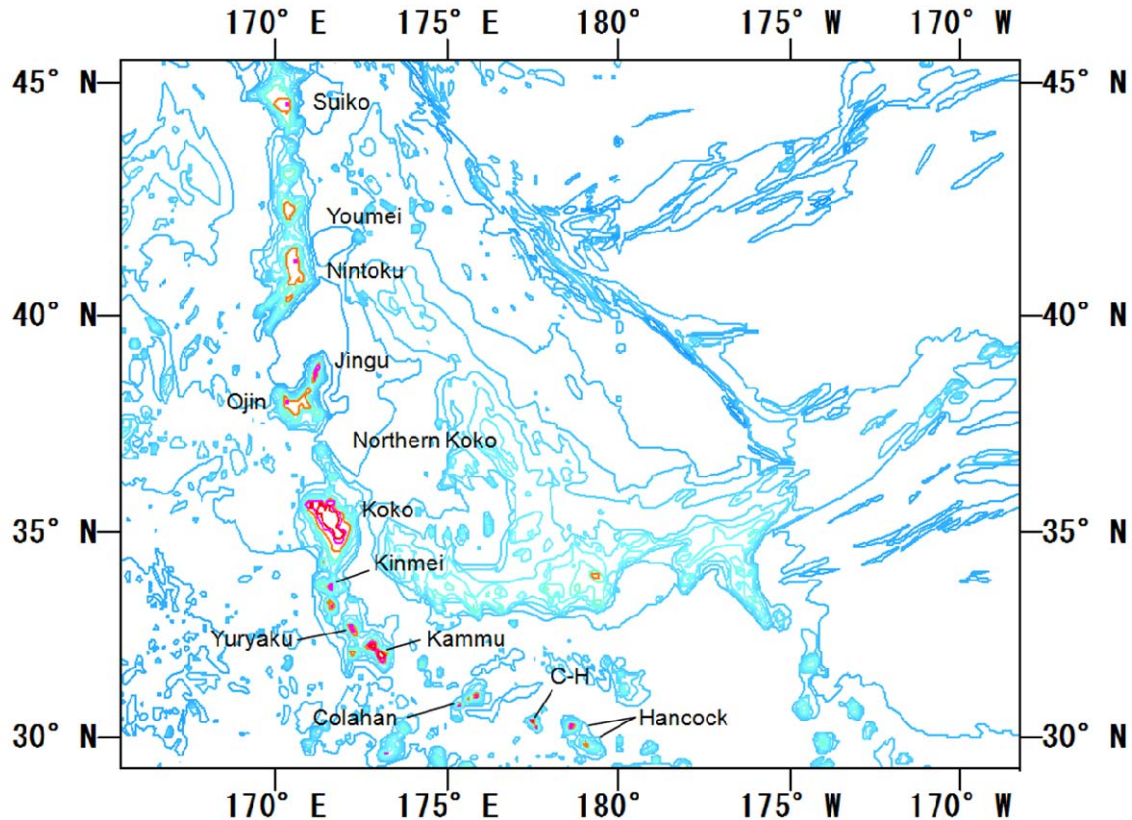 170° E 175° E 180° 175° W 170° W
45° N 45° N
Suiko
Youmei
Nintoku
40° N 40° N
Jingu
Ojin
Northern Koko
Koko
35° N 35° N
Kinmei
Yuryaku Kammu
C-H
Colahan Hancock
30° N 30° N
170° E 175° E 180° 175° W 170° W